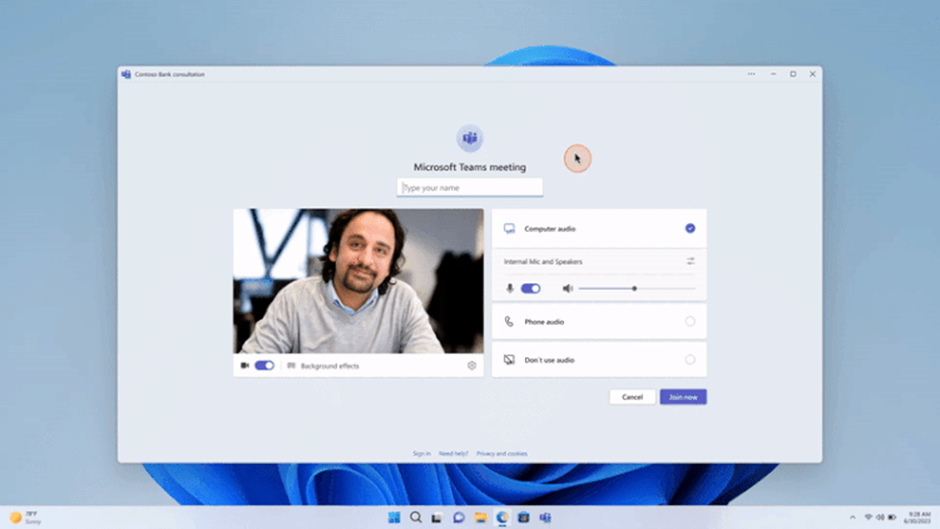 Contoso Bank consultation
Microsoft Teams meeting
Type your name
Computer audio
Internal Mic and Speakers
Phone audio
Don't use audio
Background effects
Cancel
Join now
Sign in
Need help?
Privacy and cookies
78°F
Sunny
9:28 AM
6/30/2023